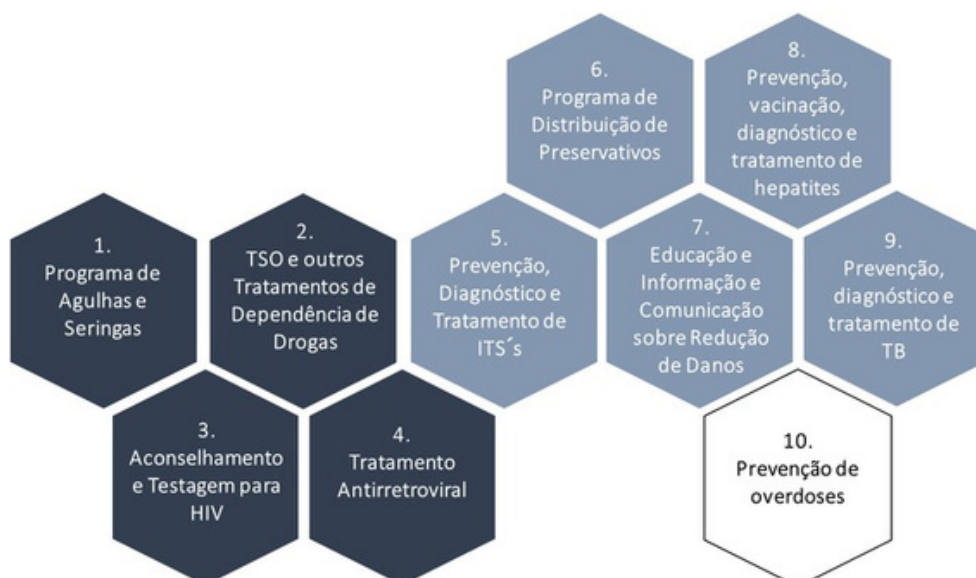 1.
Programa de
Agulhas e
Seringas
2.
TSO e outros
Tratamentos de
Dependência de
Drogas
3.
Aconselhamento
e Testagem para
HIV
4.
Tratamento
Antirretroviral
5.
Prevenção,
Diagnóstico e
Tratamento de
ITS´s
6.
Programa de
Distribuição de
Preservativos
7.
Educação e
Informação e
Comunicação
sobre Redução
de Danos
8.
Prevenção,
vacinação,
diagnóstico e
tratamento de
hepatites
9.
Prevenção,
diagnóstico e
tratamento de
TB
10.
Prevenção de
overdoses